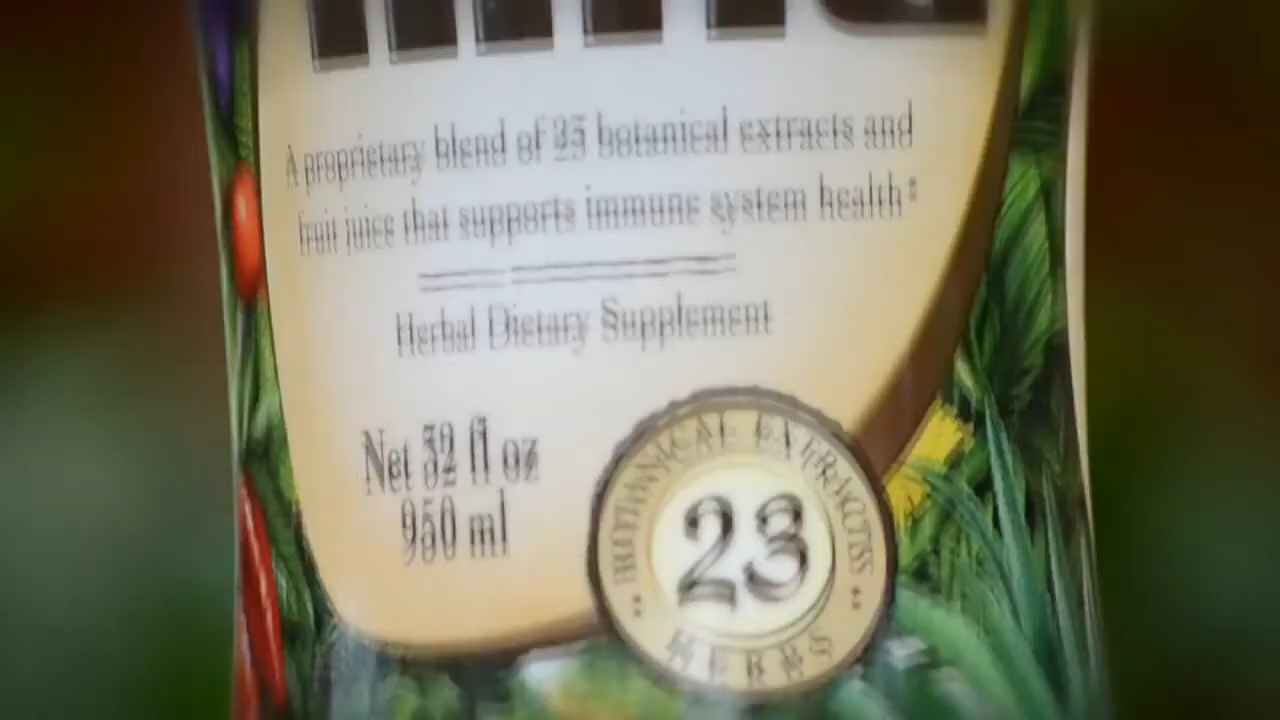 A proprietary blend of 23 botanical extracts and
fruit juice that supports immune system health
Herbal Dietary Supplement
Net 32 fl oz
950 ml
BOTANICAL EXTRACTS
23
HERBS